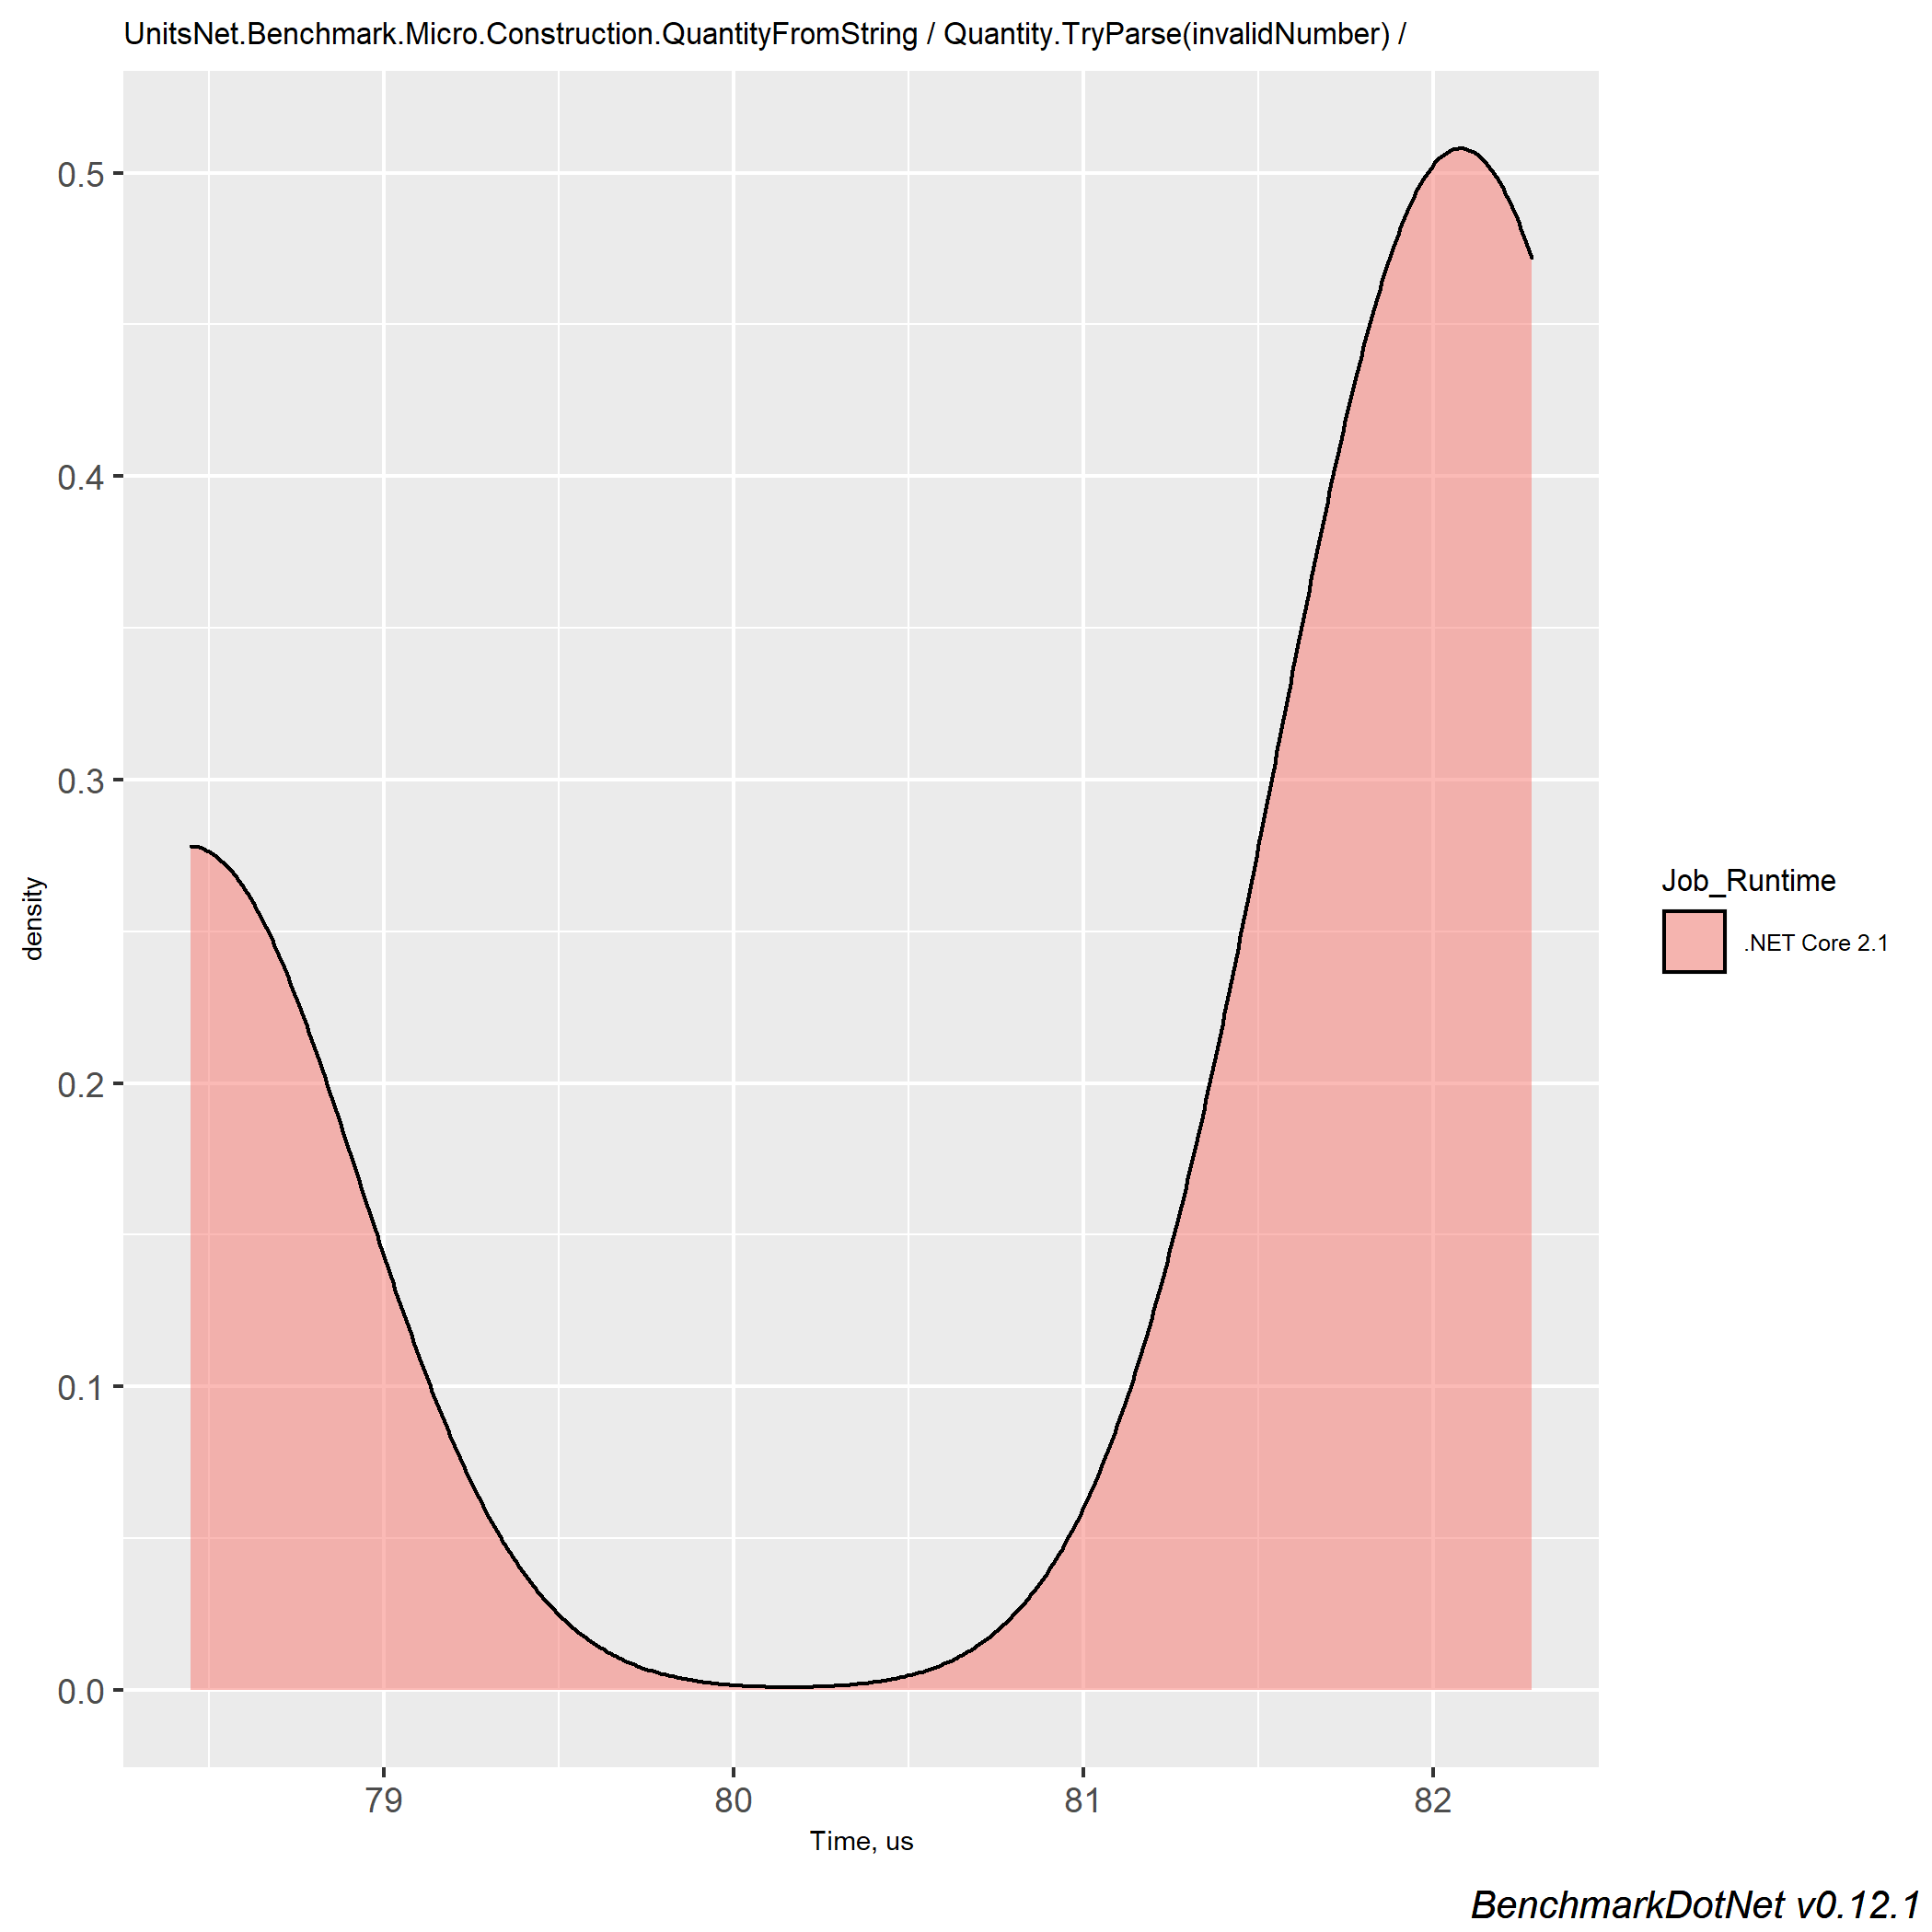 UnitsNet.Benchmark.Micro.Construction.QuantityFromString / Quantity.TryParse(invalidNumber) /
0.5
0.4
0.3
0.2
0.1
0.0
density
79 80 81 82
Time, us
Job_Runtime
.NET Core 2.1
BenchmarkDotNet v0.12.1